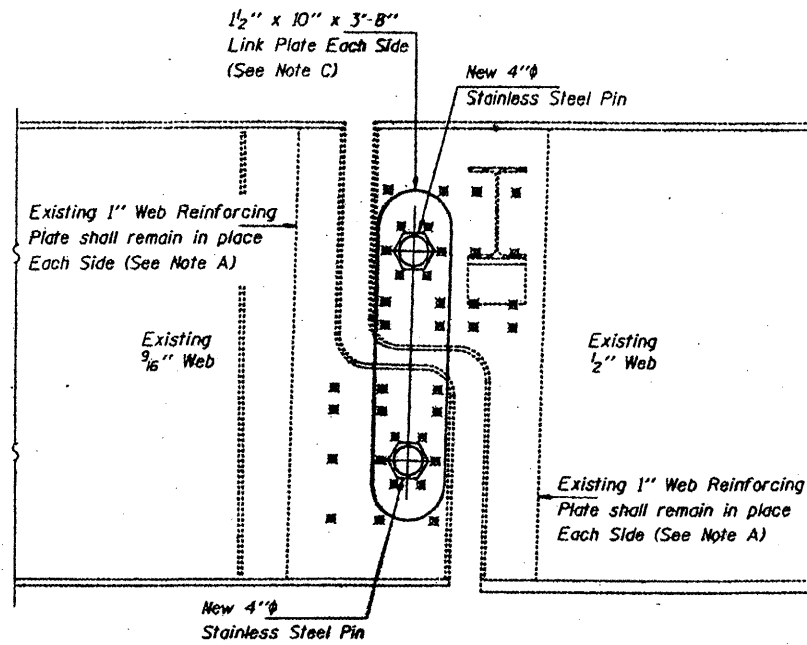 1½" x 10" x 3'-8"
Link Plate Each Side
(See Note C)
New 4"ϕ
Stainless Steel Pin
Existing 1" Web Reinforcing
Plate shall remain in place
Each Side (See Note A)
Existing
9/16" Web
Existing
½" Web
Existing 1" Web Reinforcing
Plate shall remain in place
Each Side (See Note A)
New 4"ϕ
Stainless Steel Pin